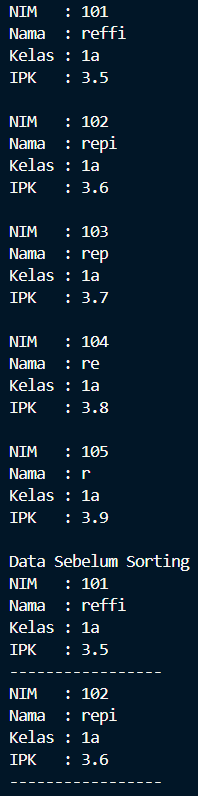 NIM   : 101
Nama  : reffi
Kelas : 1a
IPK   : 3.5

NIM   : 102
Nama  : repi
Kelas : 1a
IPK   : 3.6

NIM   : 103
Nama  : rep
Kelas : 1a
IPK   : 3.7

NIM   : 104
Nama  : re
Kelas : 1a
IPK   : 3.8

NIM   : 105
Nama  : r
Kelas : 1a
IPK   : 3.9

Data Sebelum Sorting
NIM   : 101
Nama  : reffi
Kelas : 1a
IPK   : 3.5
-----------------
NIM   : 102
Nama  : repi
Kelas : 1a
IPK   : 3.6
-----------------